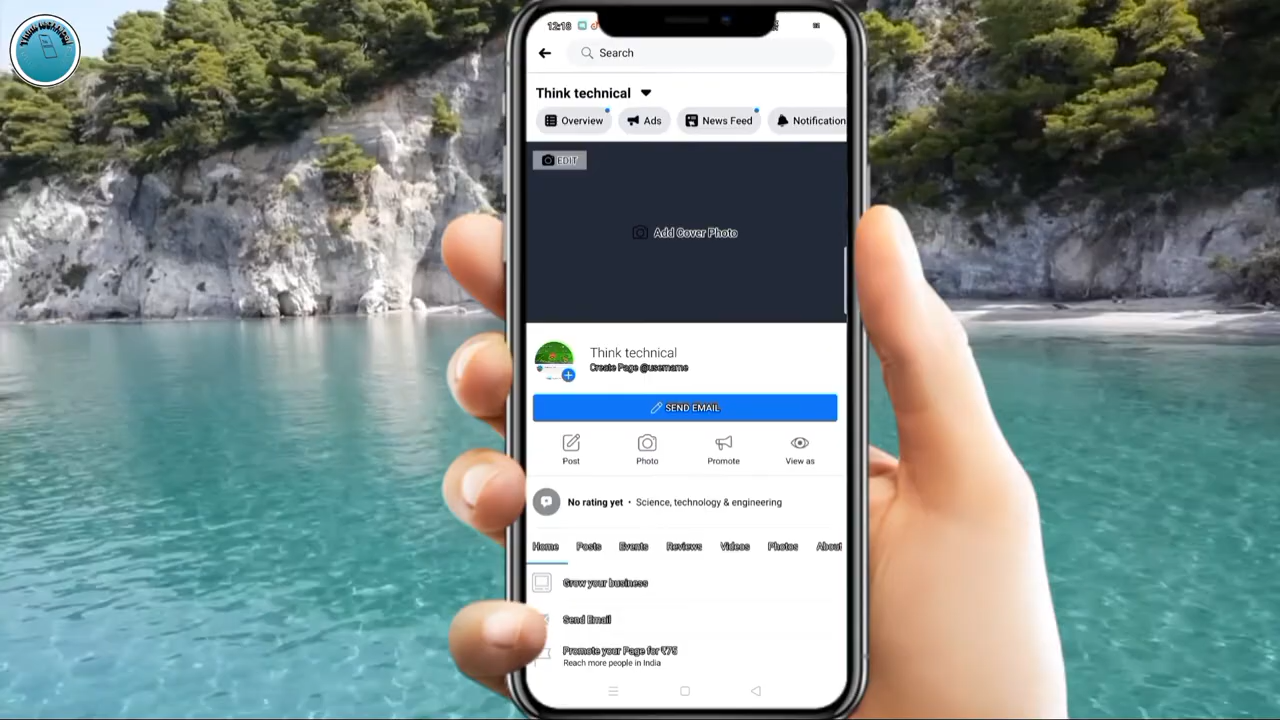 Think technical
12:18
Search
Think technical
Overview
Ads
News Feed
Notification
EDIT
Add Cover Photo
Think technical
Create Page @username
SEND EMAIL
Post
Photo
Promote
View as
No rating yet • Science, technology & engineering
Home
Posts
Events
Reviews
Videos
Photos
About
Grow your business
Send Email
Promote your Page for ₹75
Reach more people in India